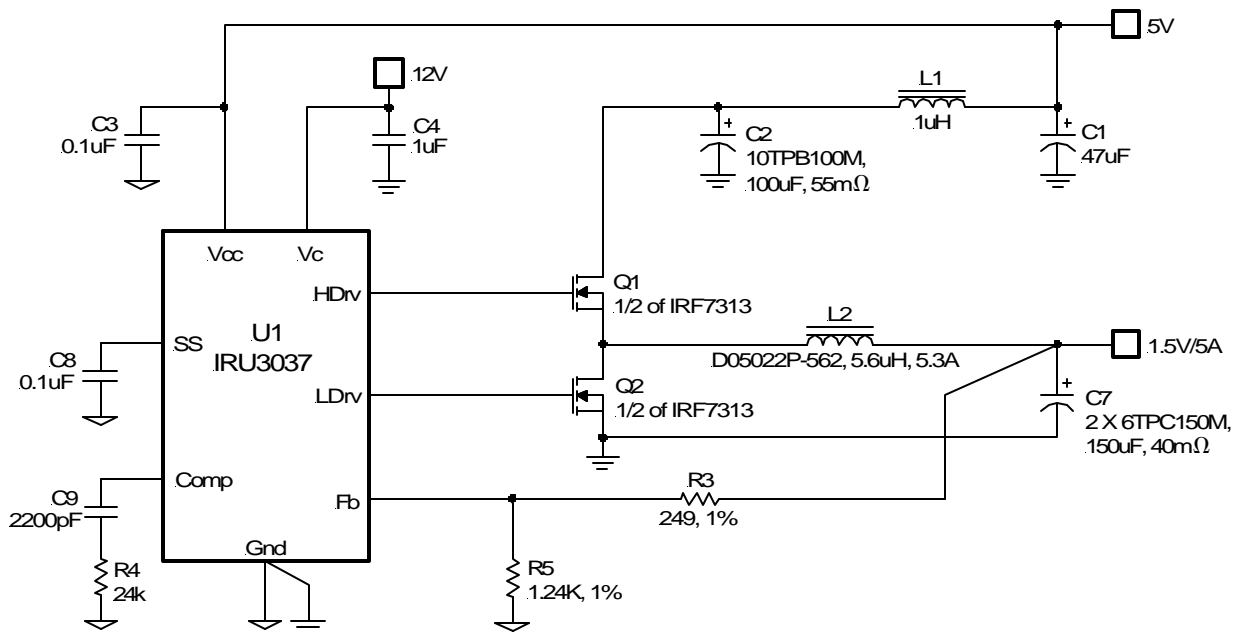 5V
12V
L1
1uH
C3
0.1uF
C4
1uF
C2
10TPB100M,
100uF, 55mΩ
C1
47uF
Vcc
Vc
HDrv
Q1
1/2 of IRF7313
U1
IRU3037
SS
C8
0.1uF
L2
D05022P-562, 5.6uH, 5.3A
1.5V/5A
LDrv
Q2
1/2 of IRF7313
C7
2 X 6TPC150M,
150uF, 40mΩ
Comp
C9
2200pF
Fb
R3
249, 1%
Gnd
R4
24k
R5
1.24K, 1%